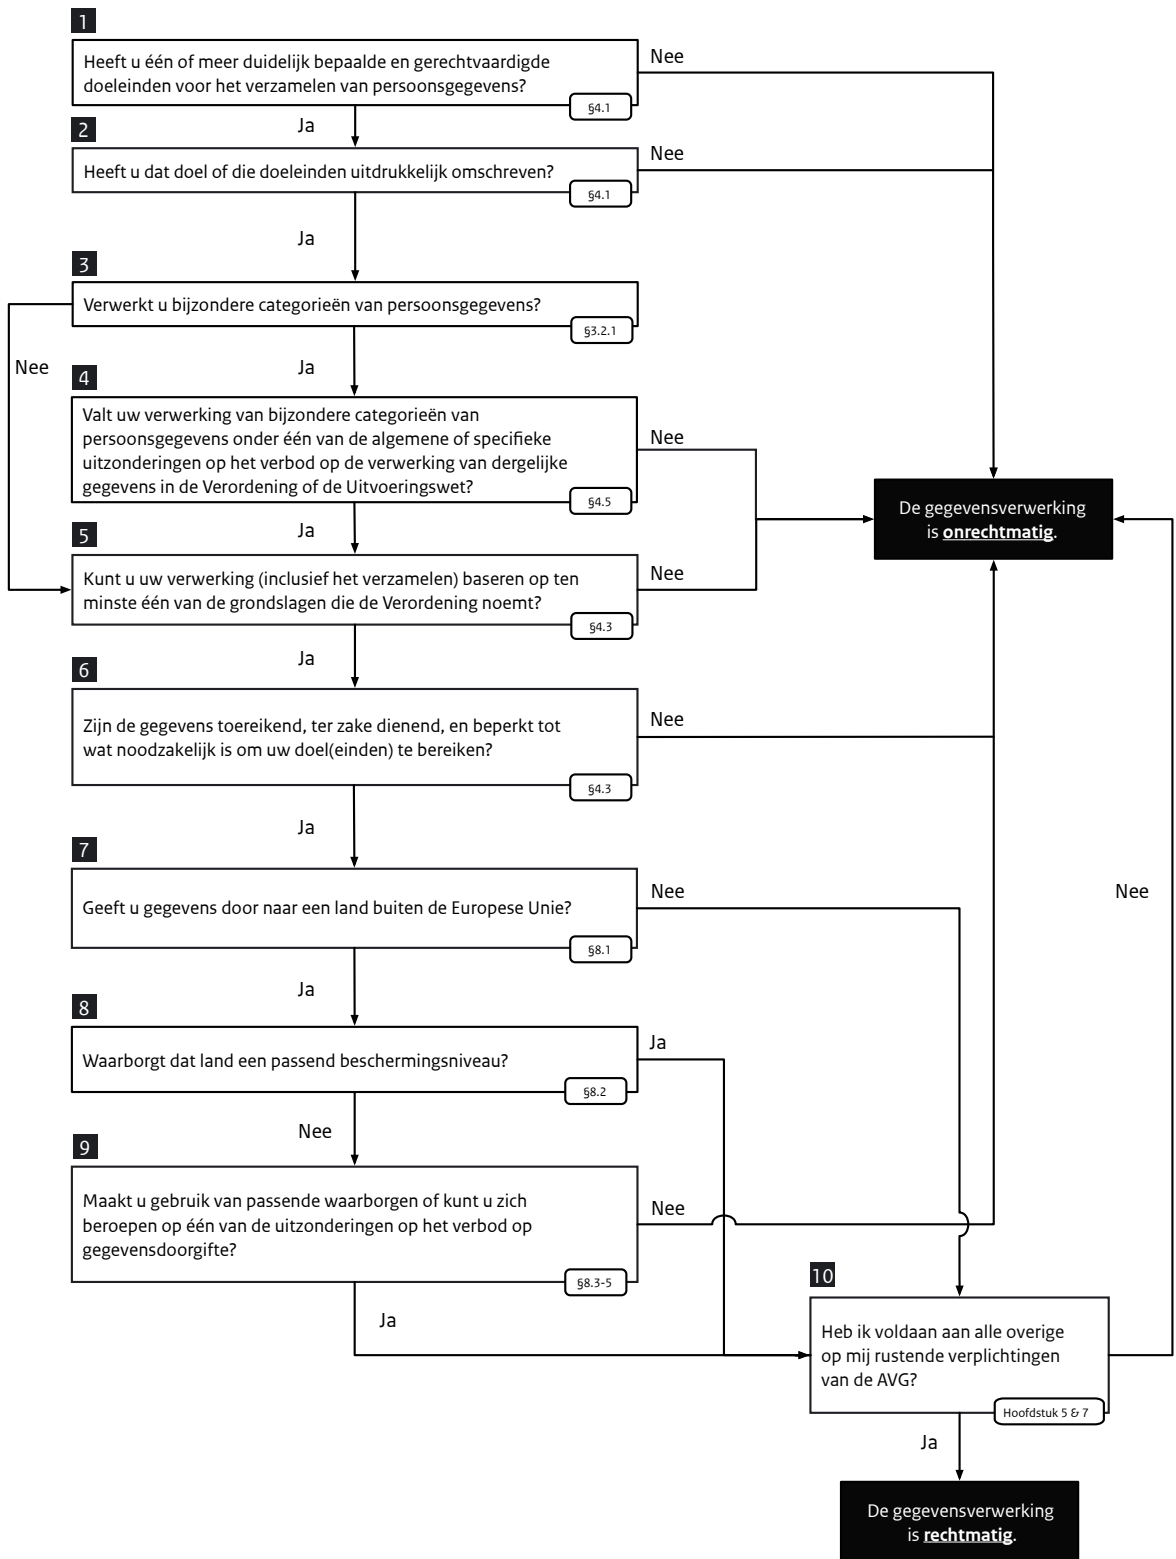 1
Heeft u één of meer duidelijk bepaalde en gerechtvaardigde
doeleinden voor het verzamelen van persoonsgegevens?
§4.1
Nee
Ja
2
Heeft u dat doel of die doeleinden uitdrukkelijk omschreven?
§4.1
Nee
Ja
3
Verwerkt u bijzondere categorieën van persoonsgegevens?
§3.2.1
Nee
Ja
4
Valt uw verwerking van bijzondere categorieën van
persoonsgegevens onder één van de algemene of specifieke
uitzonderingen op het verbod op de verwerking van dergelijke
gegevens in de Verordening of de Uitvoeringswet?
§4.5
Nee
Ja
De gegevensverwerking
is onrechtmatig.
5
Kunt u uw verwerking (inclusief het verzamelen) baseren op ten
minste één van de grondslagen die de Verordening noemt?
§4.3
Nee
Ja
6
Zijn de gegevens toereikend, ter zake dienend, en beperkt tot
wat noodzakelijk is om uw doel(einden) te bereiken?
§4.3
Nee
Ja
7
Geeft u gegevens door naar een land buiten de Europese Unie?
§8.1
Nee
Nee
Ja
8
Waarborgt dat land een passend beschermingsniveau?
§8.2
Ja
Nee
9
Maakt u gebruik van passende waarborgen of kunt u zich
beroepen op één van de uitzonderingen op het verbod op
gegevensdoorgifte?
§8.3-5
Nee
Ja
10
Heb ik voldaan aan alle overige
op mij rustende verplichtingen
van de AVG?
Hoofdstuk 5 & 7
Ja
De gegevensverwerking
is rechtmatig.